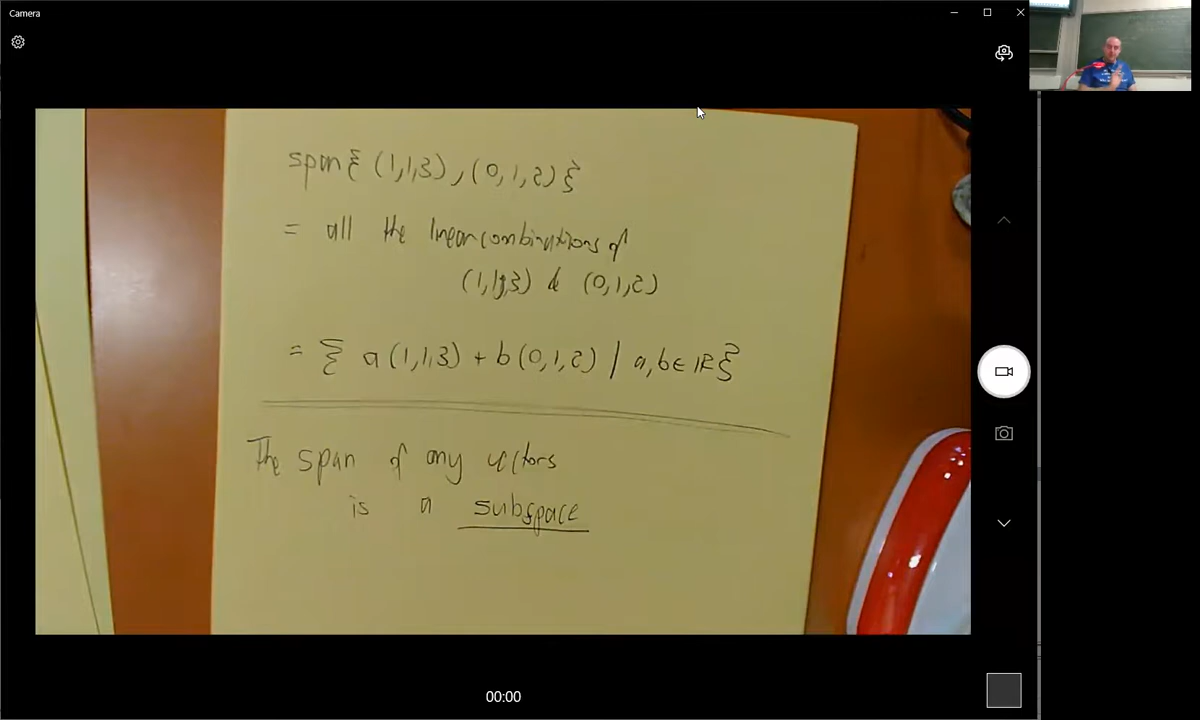 Camera
span{ (1,1,3), (0,1,2) }
= all the linear combinations of
(1,1,3) & (0,1,2)
= { a(1,1,3) + b(0,1,2) | a,b∈ℝ }
The span of any vectors
is a subspace
00:00